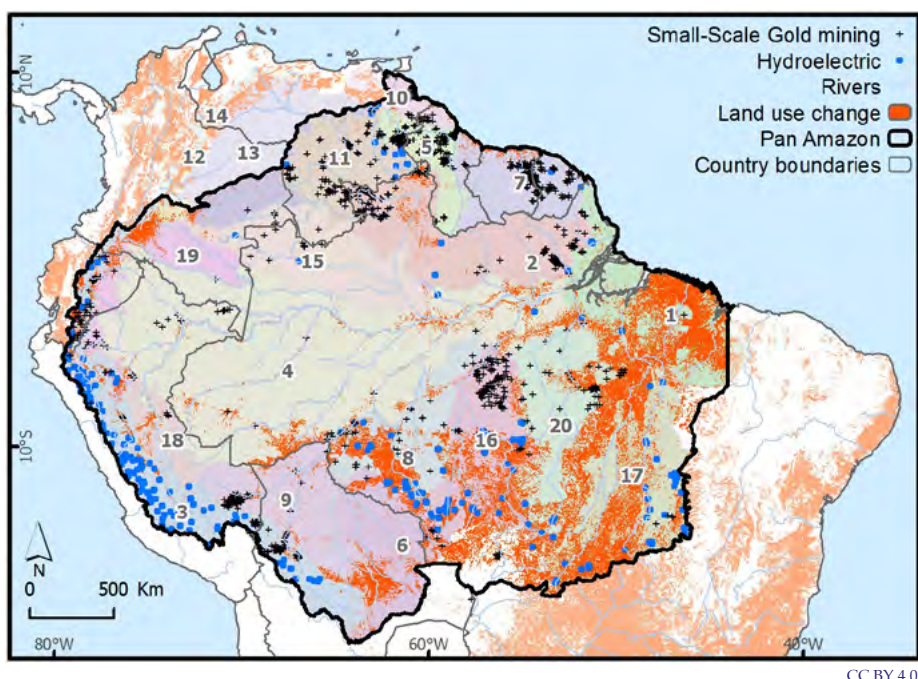 Small-Scale Gold mining
Hydroelectric
Rivers
Land use change
Pan Amazon
Country boundaries
10°N
10
14
5
11
12
13
7
19
15
2
1
4
10°S
18
16
20
8
17
9
3
6
N
0 500 Km
80°W 60°W 40°W
CC BY 4.0